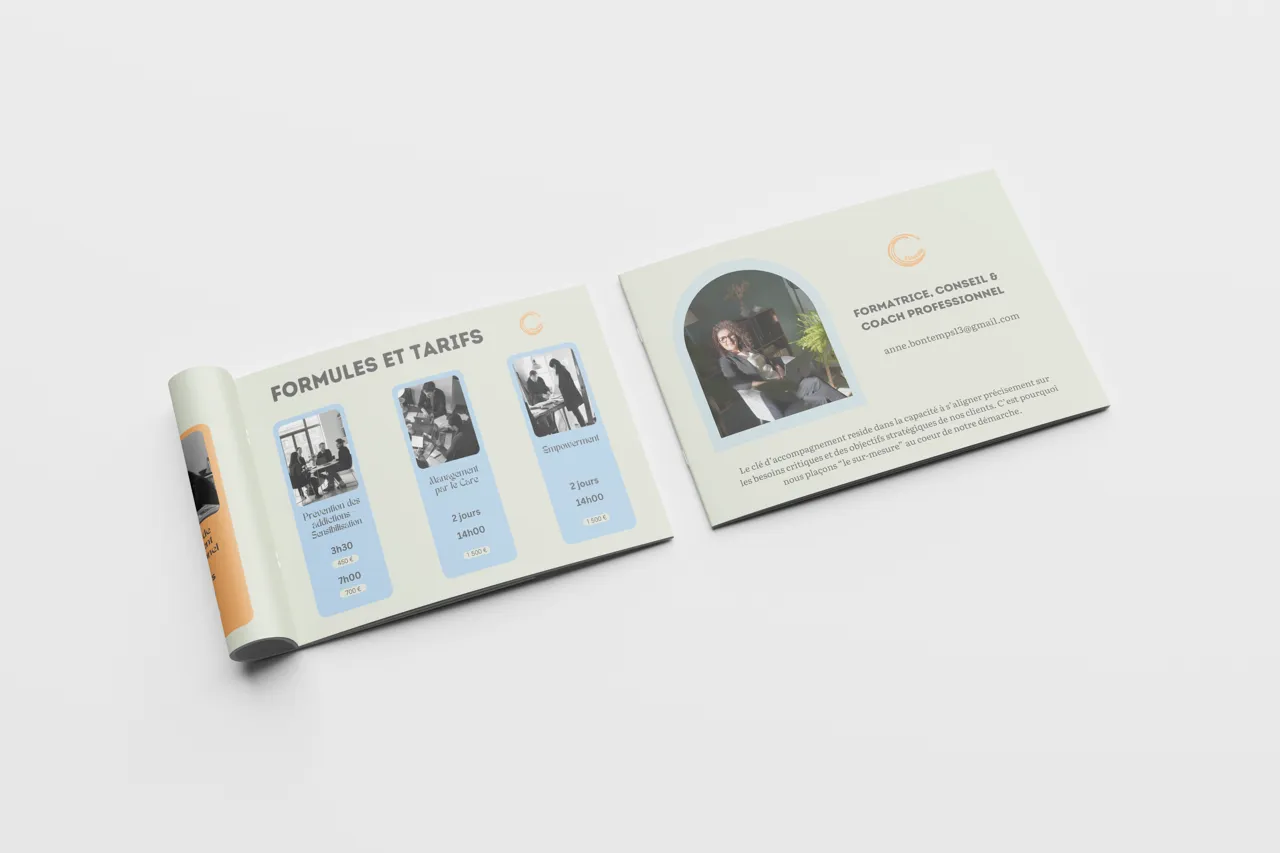 FORMULES ET TARIFS
Prévention des
addictions
Sensibilisation
3h30
450 €
7h00
700 €
Management
par le Care
2 jours
14h00
1 500 €
Empowerment
2 jours
14h00
1 500 €
FORMATRICE, CONSEIL &
COACH PROFESSIONNEL
anne.bontemps13@gmail.com
Le clé d'accompagnement reside dans la capacité à s'aligner précisement sur
les besoins critiques et des objectifs stratégiques de nos clients. C'est pourquoi
nous plaçons "le sur-mesure" au coeur de notre démarche.